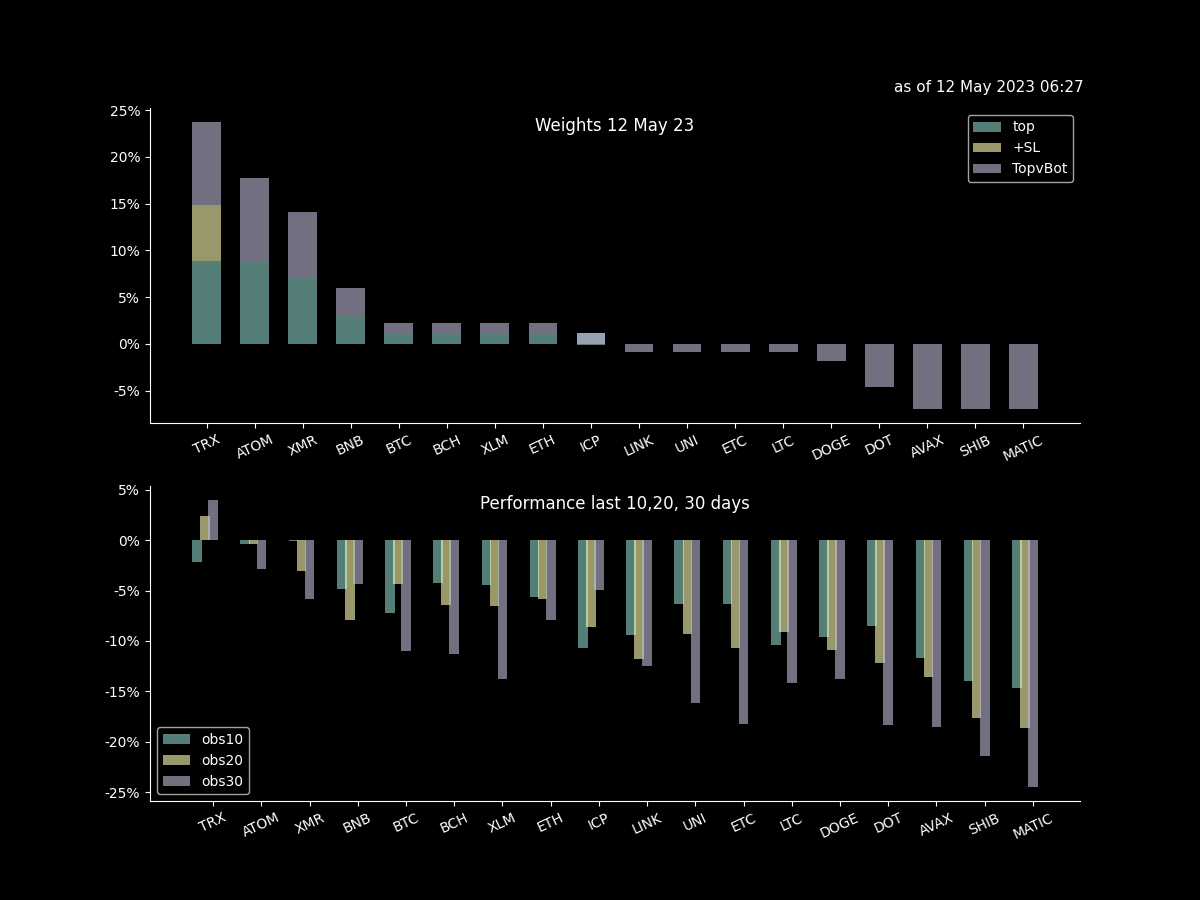 as of 12 May 2023 06:27
Weights 12 May 23
top
+SL
TopvBot
25%
20%
15%
10%
5%
0%
-5%
TRX ATOM XMR BNB BTC BCH XLM ETH ICP LINK UNI ETC LTC DOGE DOT AVAX SHIB MATIC
Performance last 10,20, 30 days
5%
0%
-5%
-10%
-15%
-20%
-25%
obs10
obs20
obs30
TRX ATOM XMR BNB BTC BCH XLM ETH ICP LINK UNI ETC LTC DOGE DOT AVAX SHIB MATIC